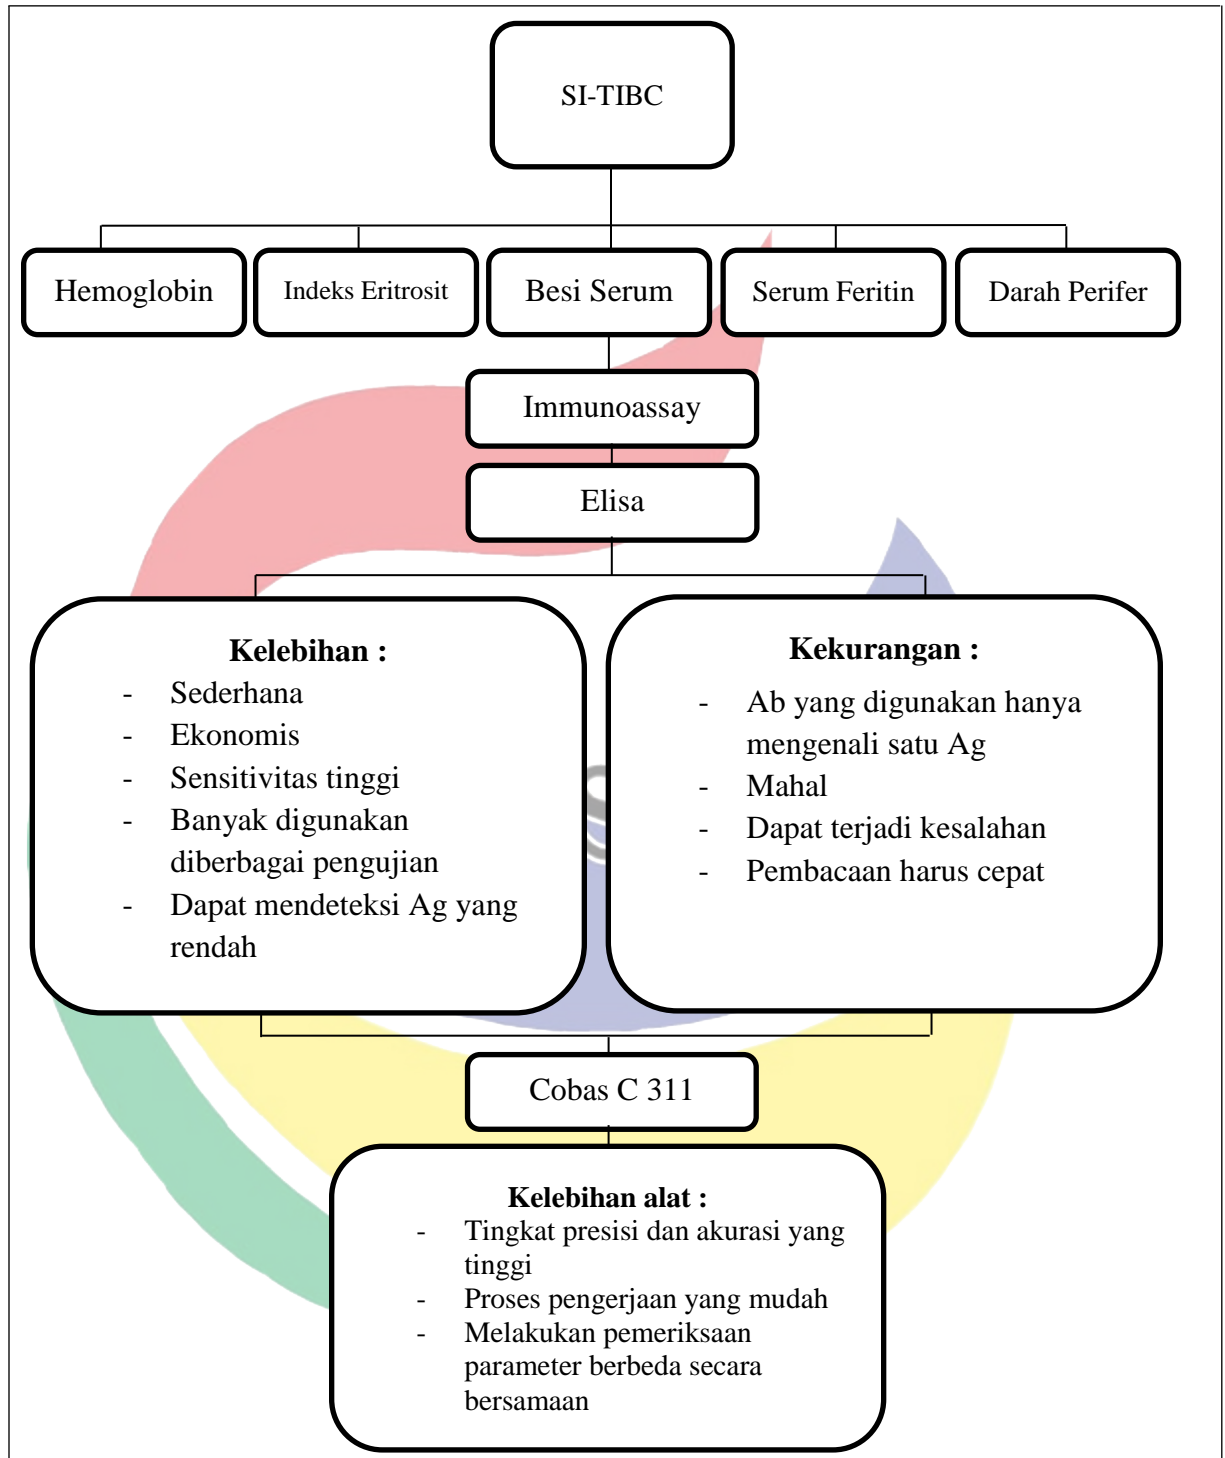 SI-TIBC
Hemoglobin
Indeks Eritrosit
Besi Serum
Serum Feritin
Darah Perifer
Immunoassay
Elisa
Kelebihan :
- Sederhana
- Ekonomis
- Sensitivitas tinggi
- Banyak digunakan
diberbagai pengujian
- Dapat mendeteksi Ag yang
rendah
Kekurangan :
- Ab yang digunakan hanya
mengenali satu Ag
- Mahal
- Dapat terjadi kesalahan
- Pembacaan harus cepat
Cobas C 311
Kelebihan alat :
- Tingkat presisi dan akurasi yang
tinggi
- Proses pengerjaan yang mudah
- Melakukan pemeriksaan
parameter berbeda secara
bersamaan